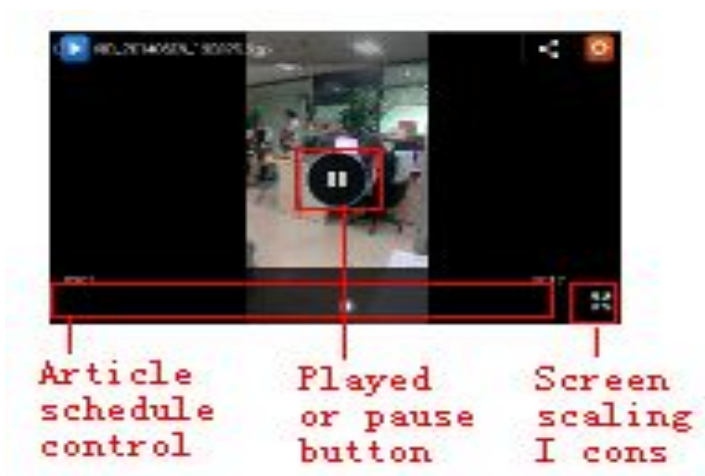 Article
schedule
control
Played
or pause
button
Screen
scaling
I cons